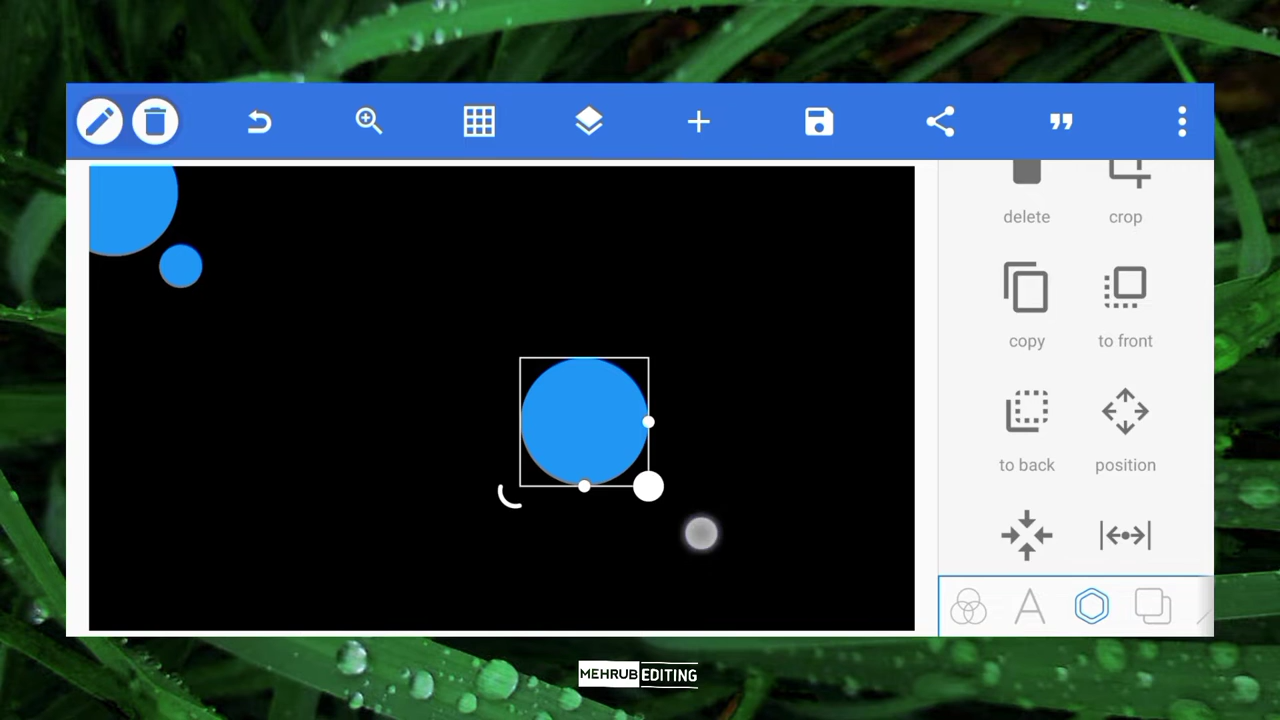 delete crop
copy to front
to back position
MEHRUB EDITING